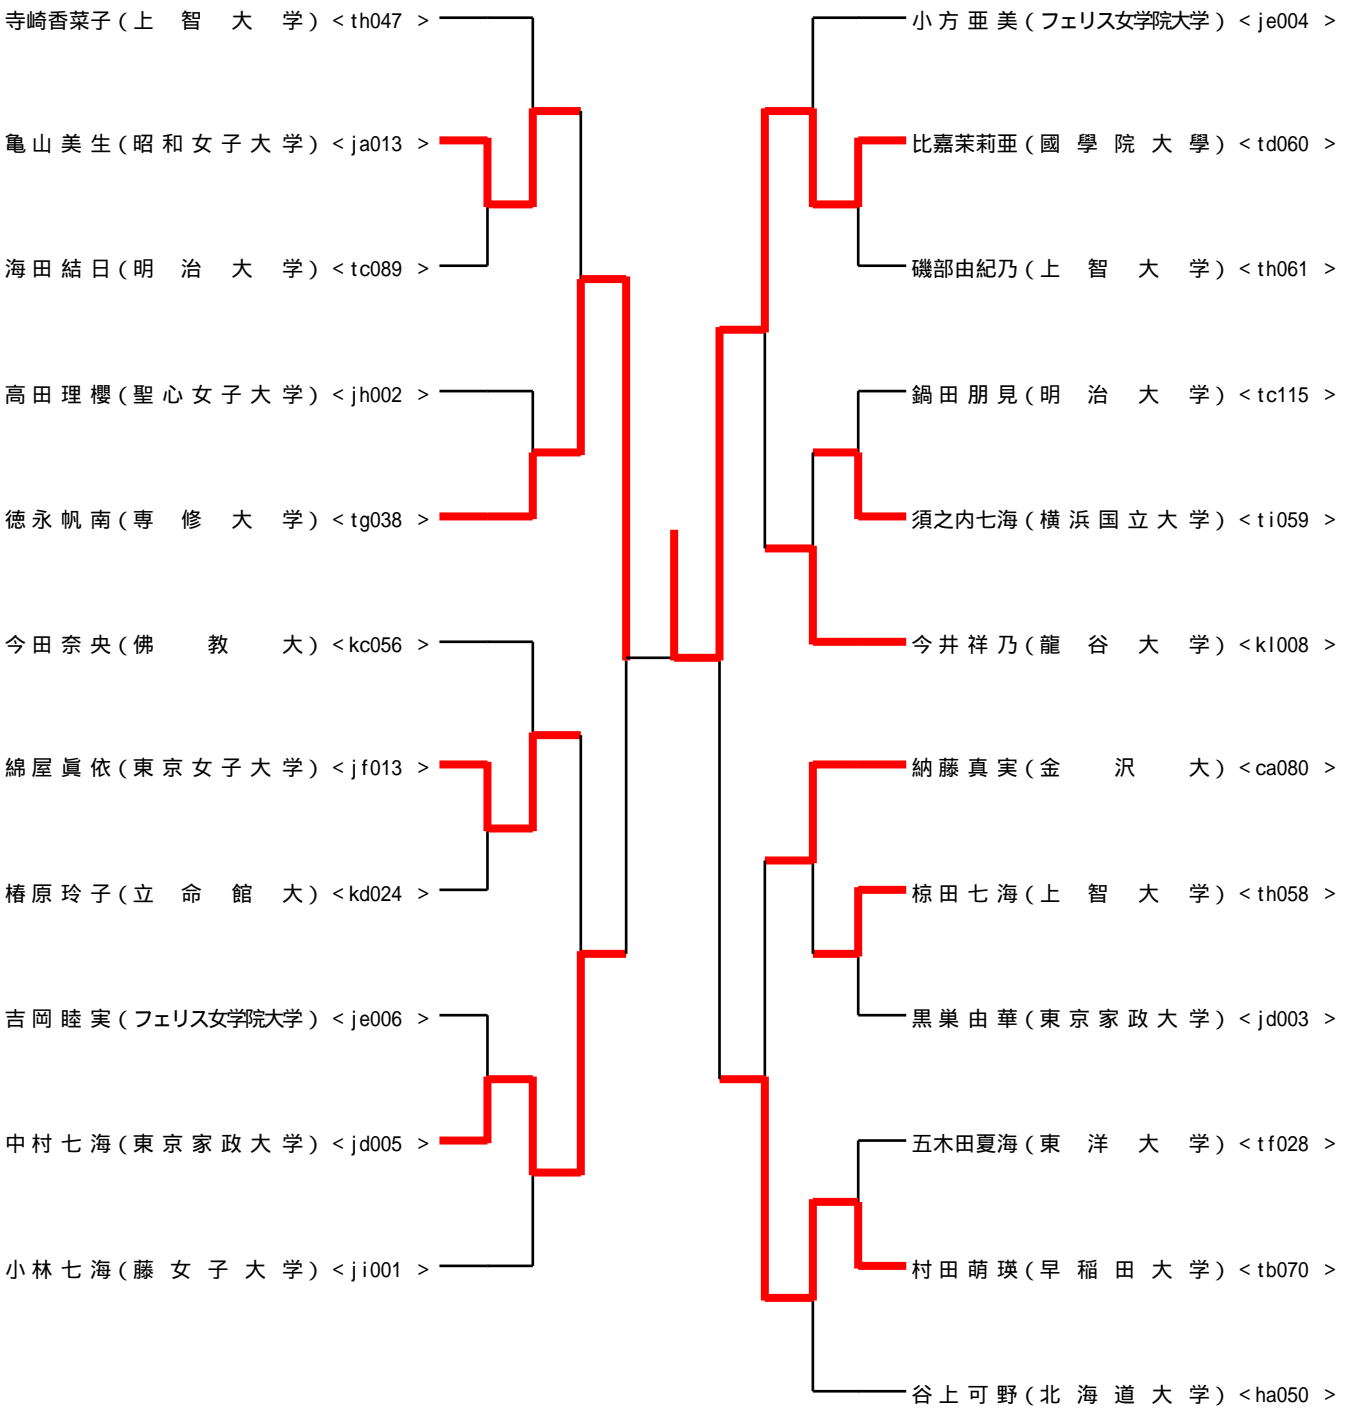 寺崎香菜子(上智大学) <th047 >
亀山美生(昭和女子大学) <ja013 >
海田結日(明治大学) <tc089 >
高田理櫻(聖心女子大学) <jh002 >
徳永帆南(専修大学) <tg038 >
今田奈央(佛教大) <kc056 >
綿屋眞依(東京女子大学) <jf013 >
椿原玲子(立命館大) <kd024 >
吉岡睦実(フェリス女学院大学) <je006 >
中村七海(東京家政大学) <jd005 >
小林七海(藤女子大学) <ji001 >
小方亜美(フェリス女学院大学) <je004 >
比嘉茉莉亜(國學院大學) <td060 >
磯部由紀乃(上智大学) <th061 >
鍋田朋見(明治大学) <tc115 >
須之内七海(横浜国立大学) <ti059 >
今井祥乃(龍谷大学) <kl008 >
納藤真実(金沢大) <ca080 >
椋田七海(上智大学) <th058 >
黒巣由華(東京家政大学) <jd003 >
五木田夏海(東洋大学) <tf028 >
村田萌瑛(早稲田大学) <tb070 >
谷上可野(北海道大学) <ha050 >